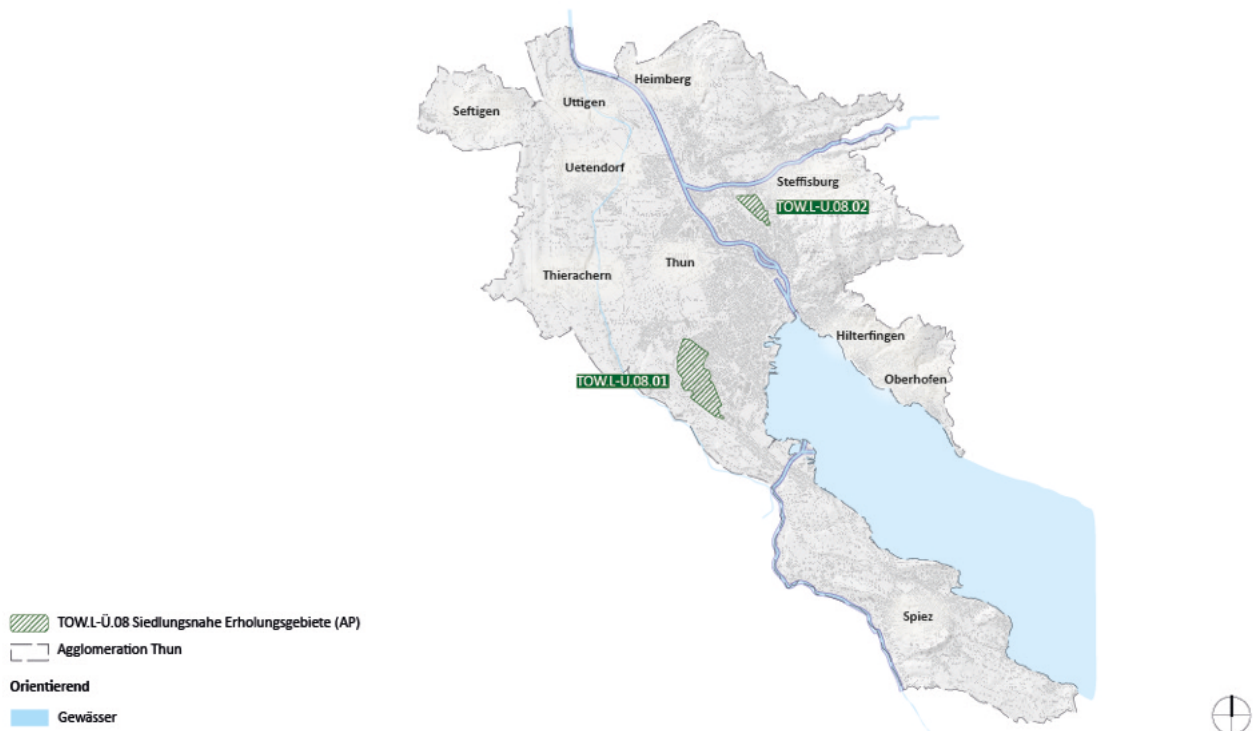 Heimberg
Seftigen
Uttigen
Uetendorf
Steffisburg
TOW.L-Ü.08.02
Thun
Thierachern
Hilterfingen
Oberhofen
TOW.L-Ü.08.01
Spiez
TOW.L-Ü.08 Siedlungsnahe Erholungsgebiete (AP)
Agglomeration Thun
Orientierend
Gewässer